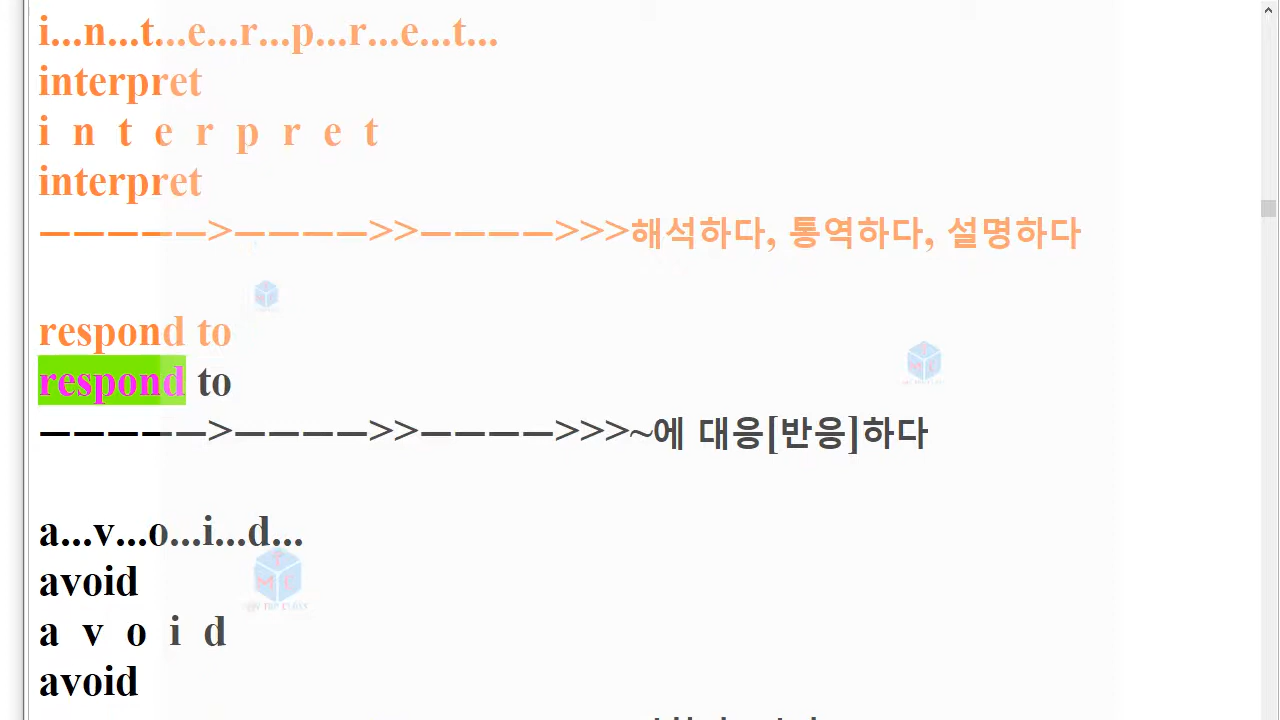 i...n...t...e...r...p...r...e...t...
interpret
i n t e r p r e t
interpret
—————>————>>————>>>해석하다, 통역하다, 설명하다
respond to
respond to
—————>————>>————>>>~에 대응[반응]하다
a...v...o...i...d...
avoid
a v o i d
avoid